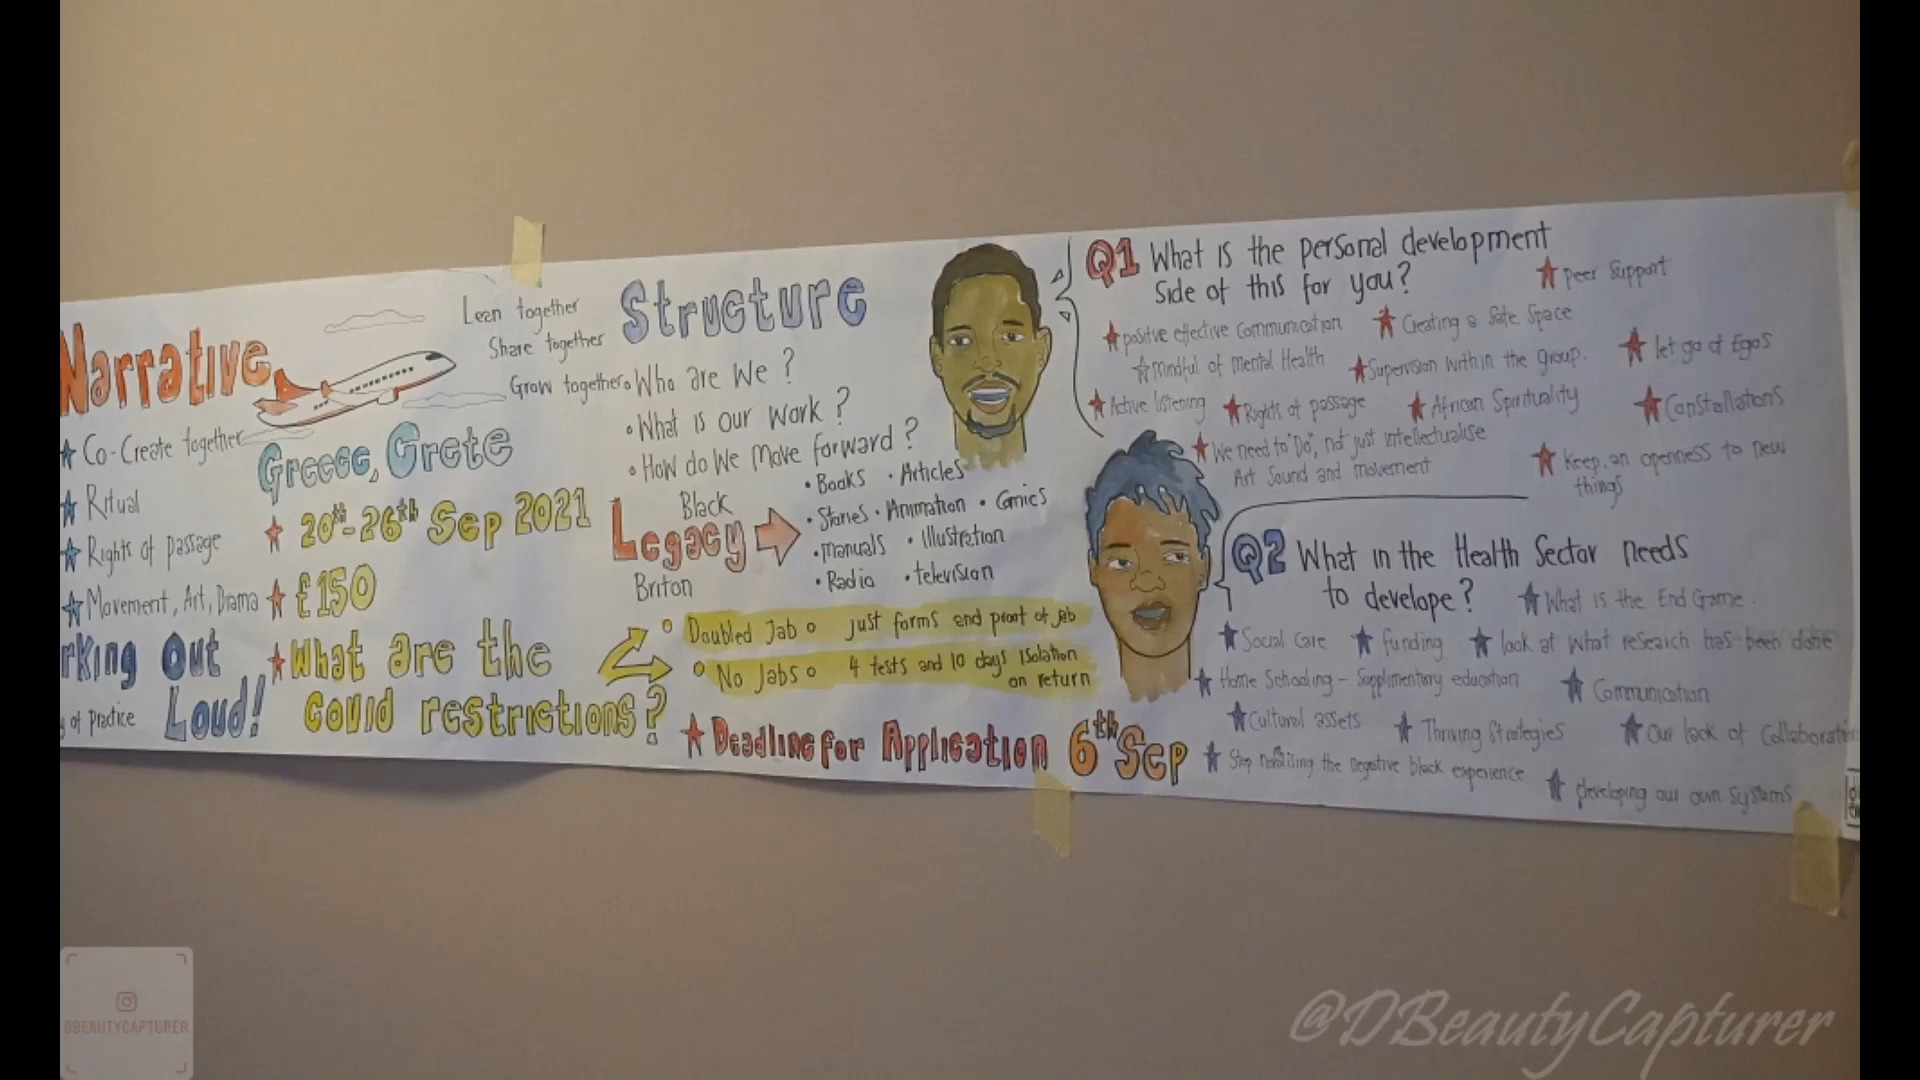 Narrative
Co-Create together
Ritual
Rights of passage
Movement, Art, Drama
rking Out
Loud!
of practice
Lean together
Share together
Grow together
Greece, Crete
20th-26th Sep 2021
£150
What are the
Covid restrictions?
Structure
Who are We?
What is our work?
How do We Move forward?
Black
Legacy
Briton
• Books • Articles
• Stories • Animation • Comics
• Manuals • Illustration
• Radio • television
Doubled Jab just forms and proof of jab
No Jabs 4 tests and 10 days Isolation
on return
Deadline for Application 6th Sep
Q1 What is the personal development
Side of this for you?
peer Support
positive effective communication
Creating a Safe Space
Mindful of Mental Health
Supervision within the group.
let go of Egos
Active listening
Rights of passage
African Spirituality
Constallations
We need to "Do", not just intellectualise
Art Sound and movement
Keep an openness to new
things
Q2 What in the Health Sector needs
to develope?
What is the End Game
Social Care
funding
look at what research has been done
Home Schooling - Supplimentary education
Communication
Cultural assets
Thriving Strategies
Our lack of Collaboration
Stop normalising the negative black experience
developing our own Systems
DBEAUTYCAPTURER
@DBeautyCapturer